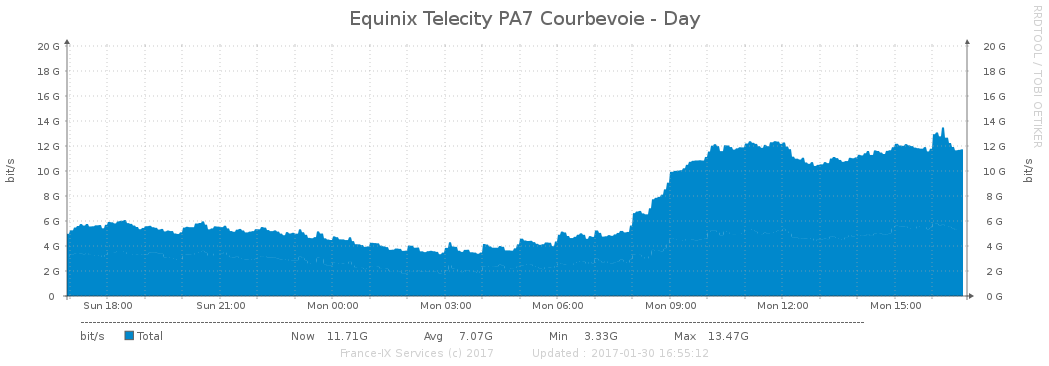 Equinix Telecity PA7 Courbevoie - Day
RRDTOOL / TOBI OETIKER
bit/s
20 G 20 G
18 G 18 G
16 G 16 G
14 G 14 G
12 G 12 G
10 G 10 G
8 G 8 G
6 G 6 G
4 G 4 G
2 G 2 G
0 0 G
bit/s
Sun 18:00 Sun 21:00 Mon 00:00 Mon 03:00 Mon 06:00 Mon 09:00 Mon 12:00 Mon 15:00
bit/s Total Now 11.71G Avg 7.07G Min 3.33G Max 13.47G
France-IX Services (c) 2017 Updated : 2017-01-30 16:55:12